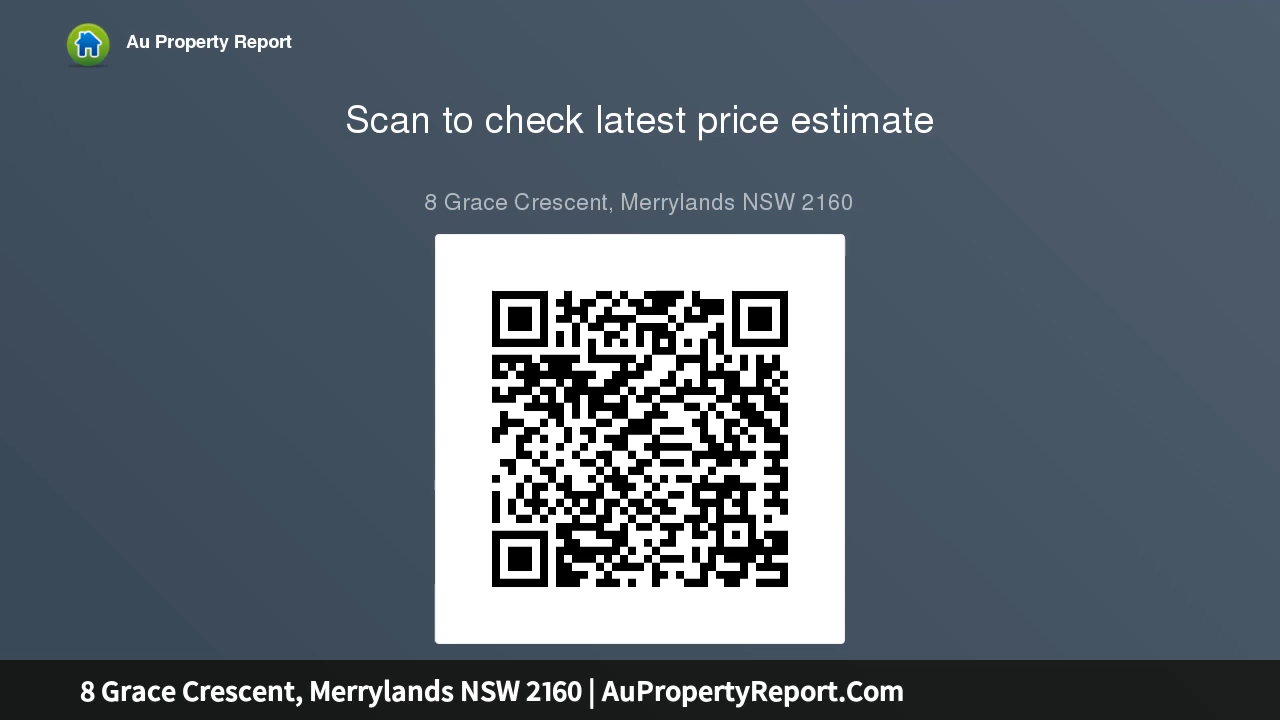 Au Property Report
Scan to check latest price estimate
8 Grace Crescent, Merrylands NSW 2160
8 Grace Crescent, Merrylands NSW 2160 | AuPropertyReport.Com